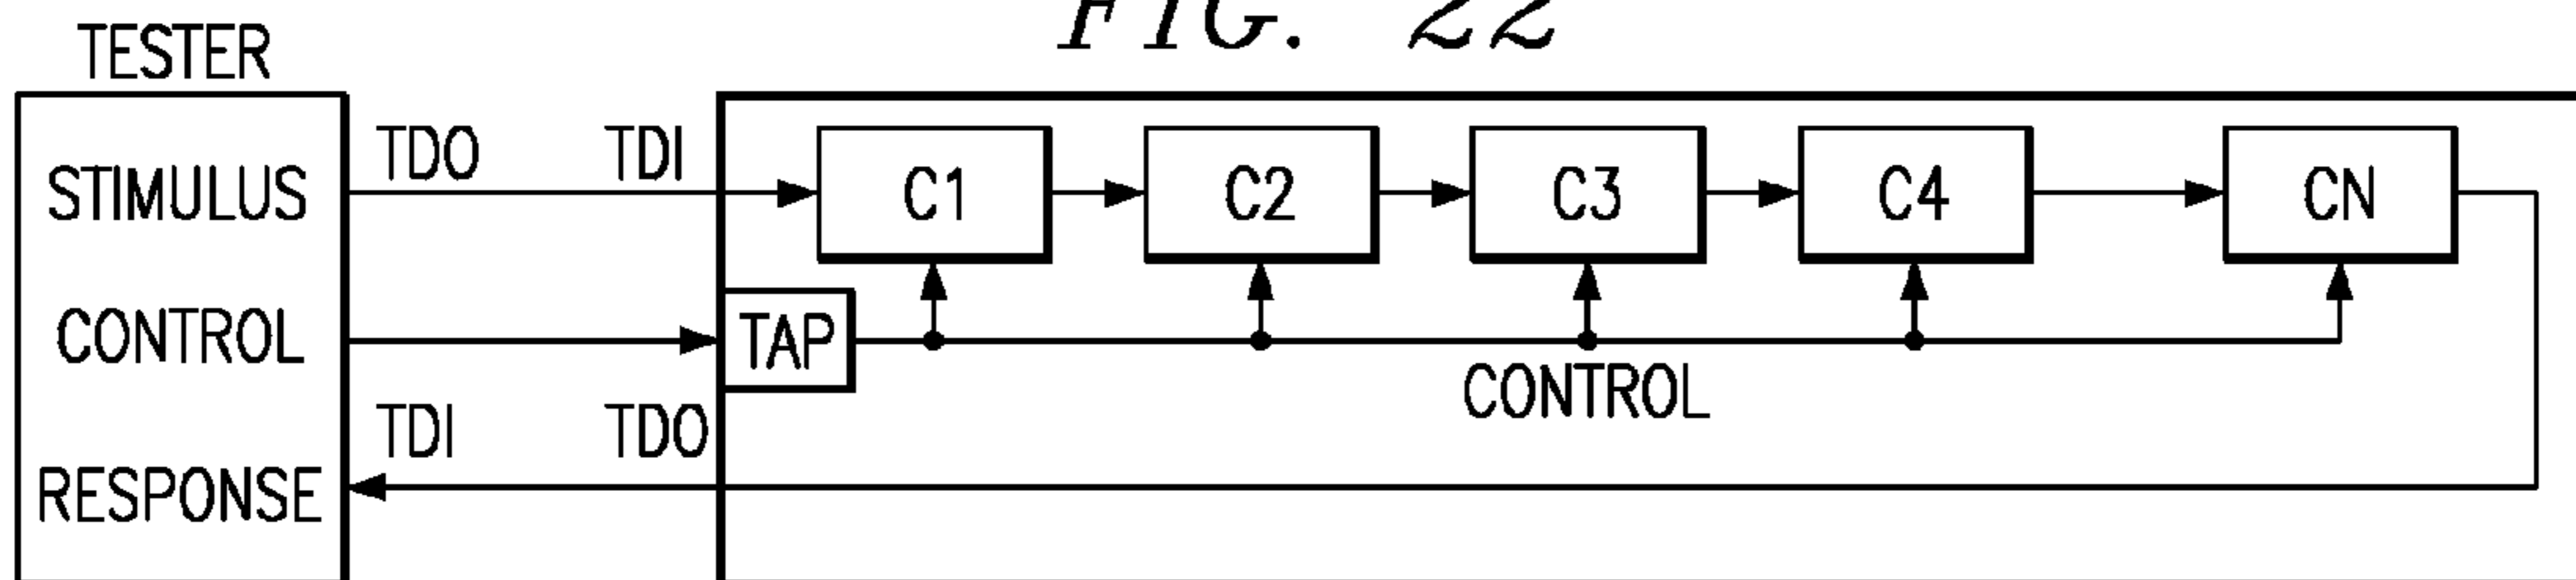 FIG. 22
TESTER
STIMULUS TDO TDI C1 C2 C3 C4 CN
CONTROL TAP
CONTROL
TDI TDO
RESPONSE